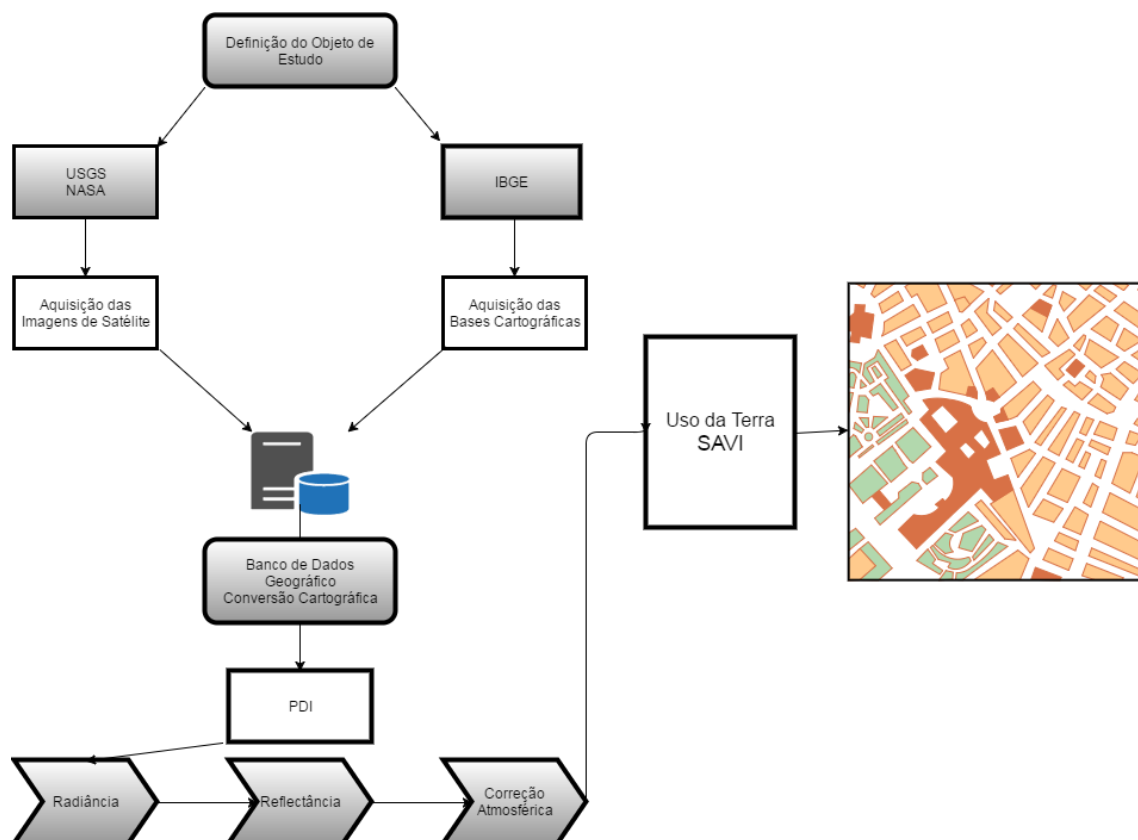 Definição do Objeto de
Estudo
USGS
NASA
IBGE
Aquisição das
Imagens de Satélite
Aquisição das
Bases Cartográficas
Uso da Terra
SAVI
Banco de Dados
Geográfico
Conversão Cartográfica
PDI
Radiância
Reflectância
Correção
Atmosférica